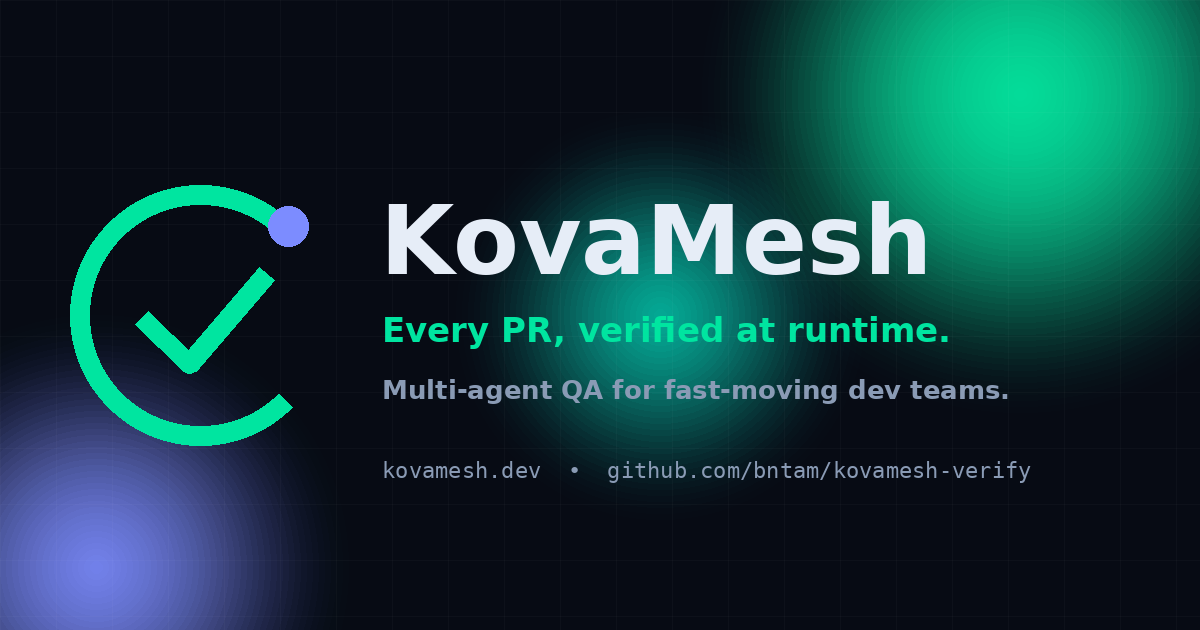 KovaMesh
Every PR, verified at runtime.
Multi-agent QA for fast-moving dev teams.
kovamesh.dev • github.com/bntam/kovamesh-verify